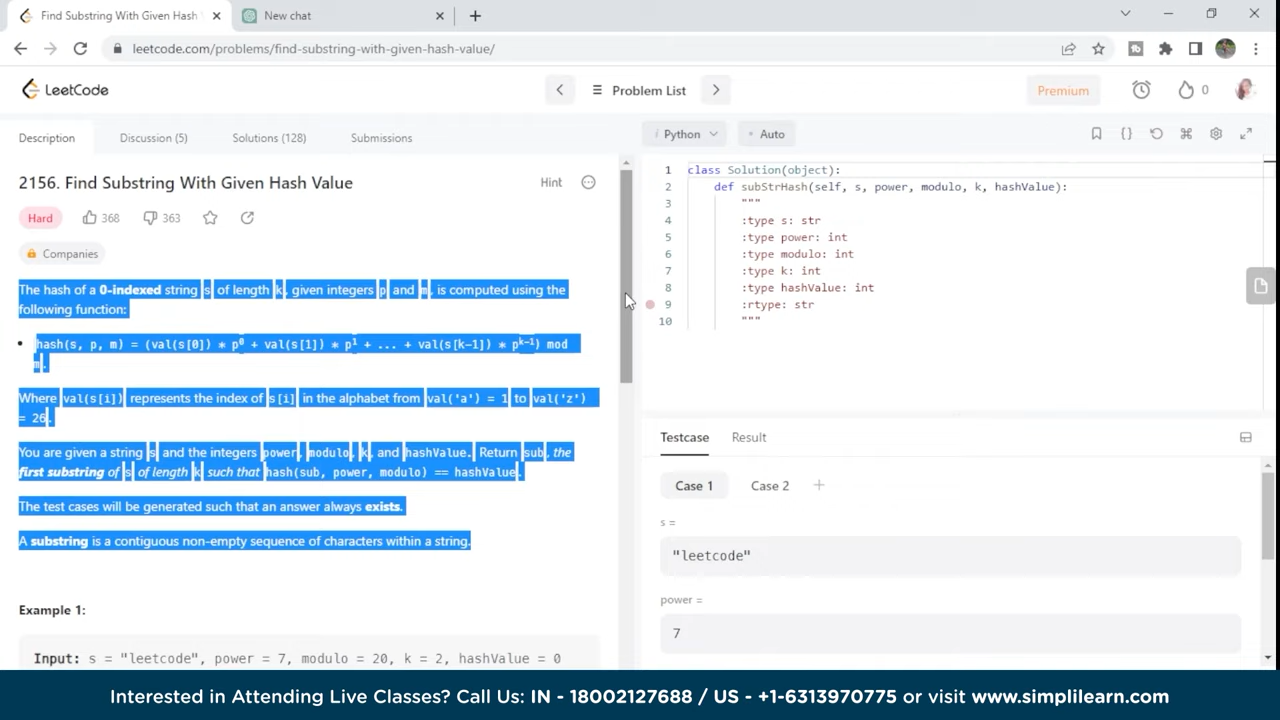 Find Substring With Given Hash
New chat
leetcode.com/problems/find-substring-with-given-hash-value/
LeetCode
Problem List
Premium
0
Description
Discussion (5)
Solutions (128)
Submissions
i Python
Auto
2156. Find Substring With Given Hash Value
Hint
Hard
368
363
Companies
The hash of a 0-indexed string s of length k, given integers p and m, is computed using the
following function:
• hash(s, p, m) = (val(s[0]) * p⁰ + val(s[1]) * p¹ + ... + val(s[k-1]) * pᵏ⁻¹) mod
m.
Where val(s[i]) represents the index of s[i] in the alphabet from val('a') = 1 to val('z')
= 26.
You are given a string s and the integers power, modulo, k, and hashValue. Return sub, the
first substring of s of length k such that hash(sub, power, modulo) == hashValue.
The test cases will be generated such that an answer always exists.
A substring is a contiguous non-empty sequence of characters within a string.
Example 1:
Input: s = "leetcode", power = 7, modulo = 20, k = 2, hashValue = 0
1 class Solution(object):
2 def subStrHash(self, s, power, modulo, k, hashValue):
3 """
4 :type s: str
5 :type power: int
6 :type modulo: int
7 :type k: int
8 :type hashValue: int
9 :rtype: str
10 """
Testcase
Result
Case 1
Case 2
s =
"leetcode"
power =
7
Interested in Attending Live Classes? Call Us: IN - 18002127688 / US - +1-6313970775 or visit www.simplilearn.com